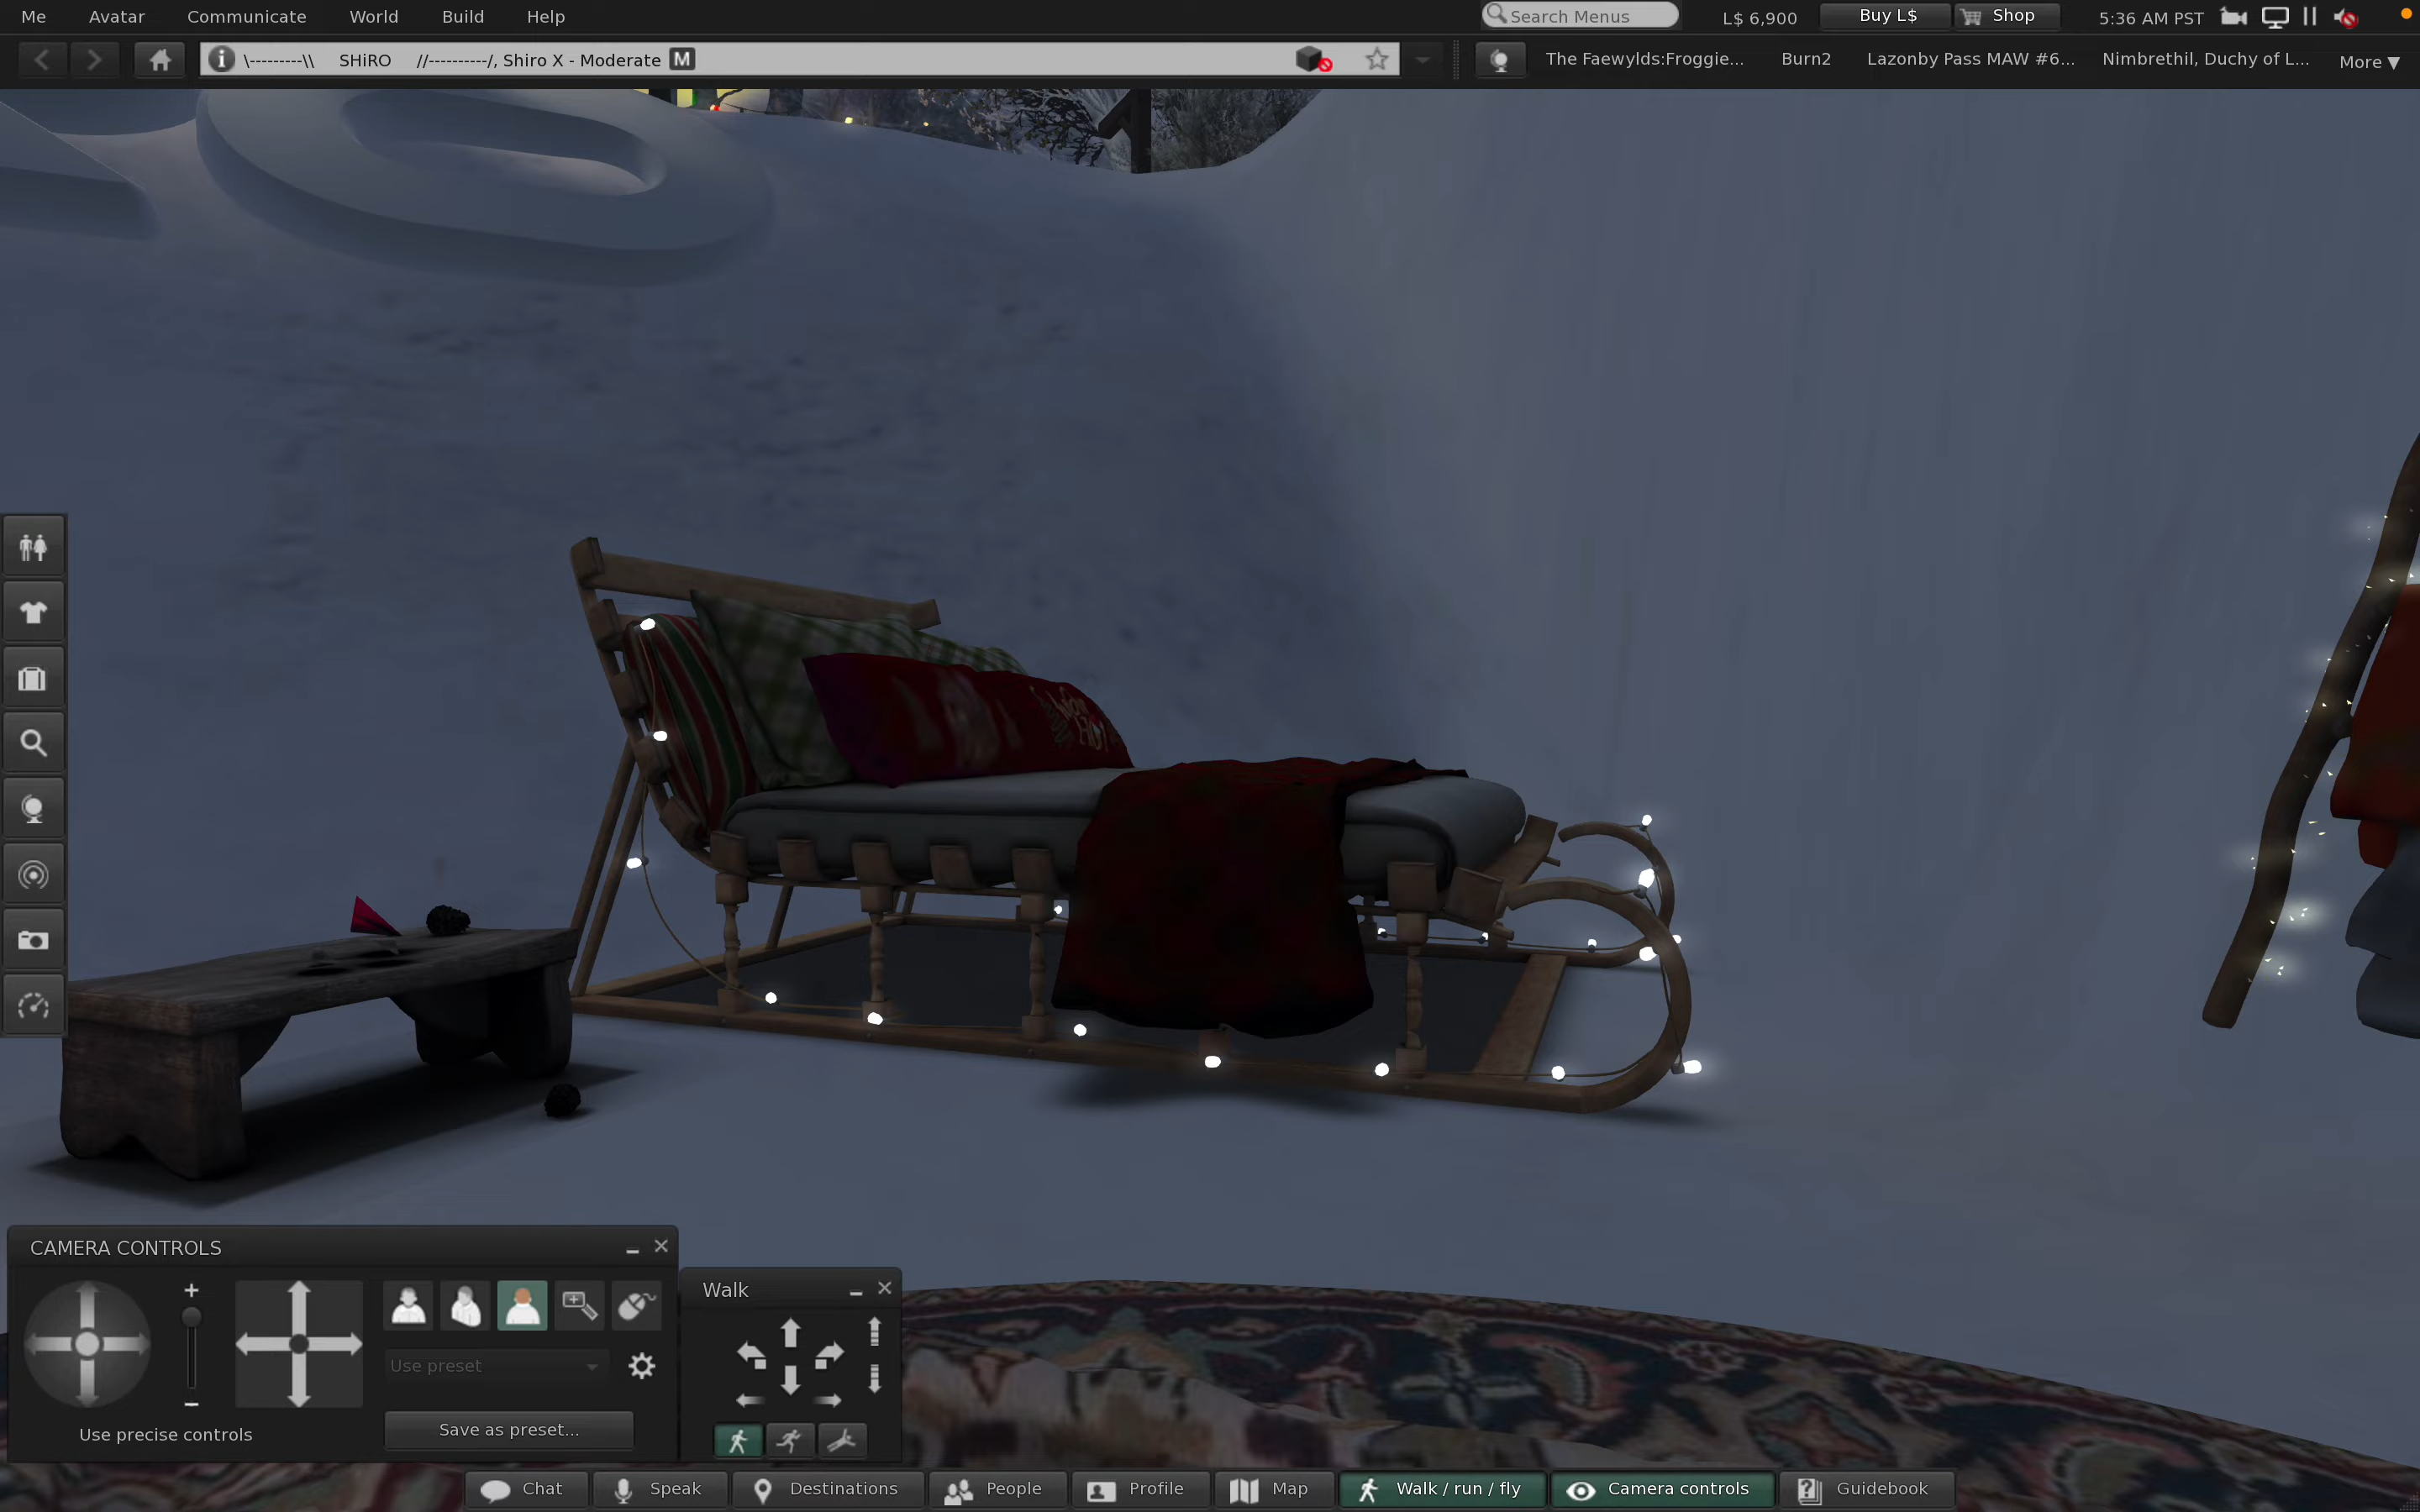 Me Avatar Communicate World Build Help Search Menus L$ 6,900 Buy L$ Shop 5:36 AM PST
\---------\\ SHiRO //----------/, Shiro X - Moderate M The Faewylds:Froggie... Burn2 Lazonby Pass MAW #6... Nimbrethil, Duchy of L... More ▼
CAMERA CONTROLS
Use preset
Save as preset...
Use precise controls
Walk
Chat Speak Destinations People Profile Map Walk / run / fly Camera controls Guidebook